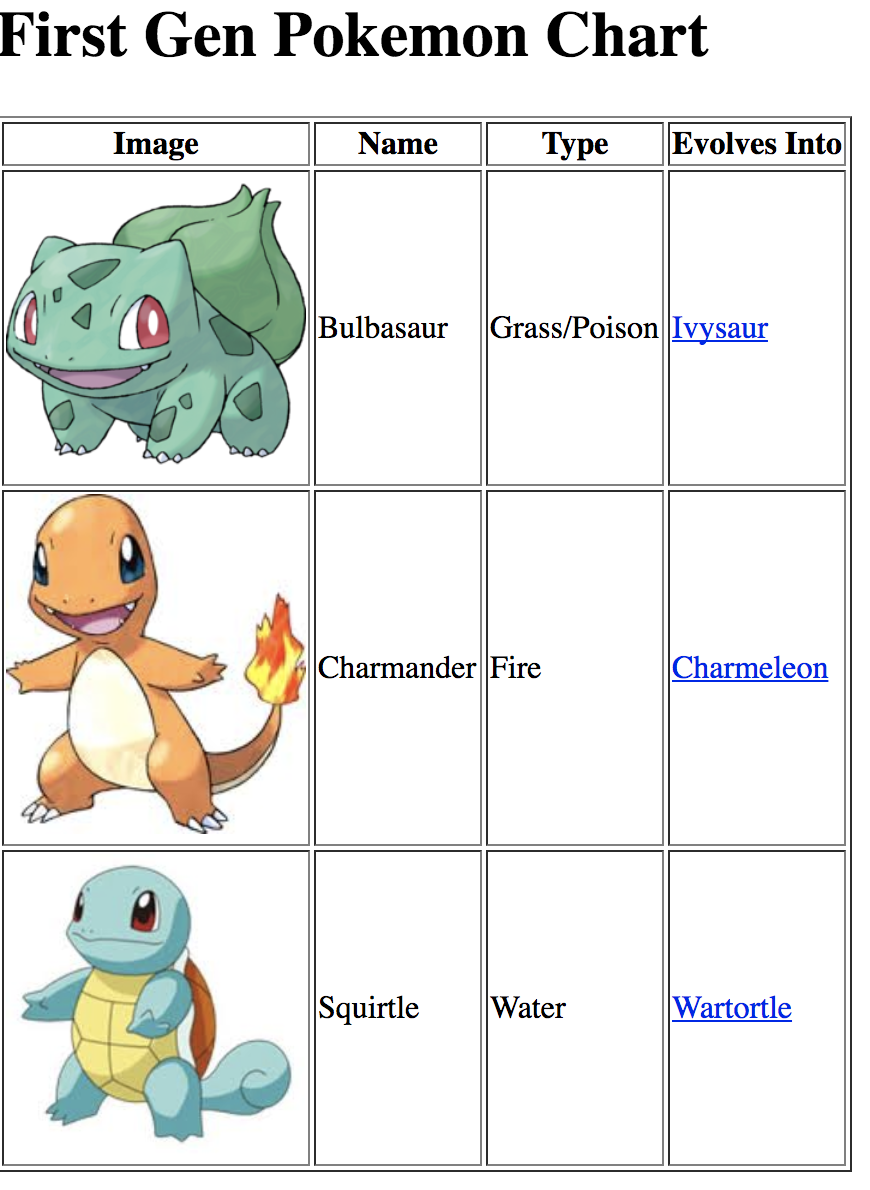 First Gen Pokemon Chart
Image Name Type Evolves Into
Bulbasaur Grass/Poison Ivysaur
Charmander Fire Charmeleon
Squirtle Water Wartortle